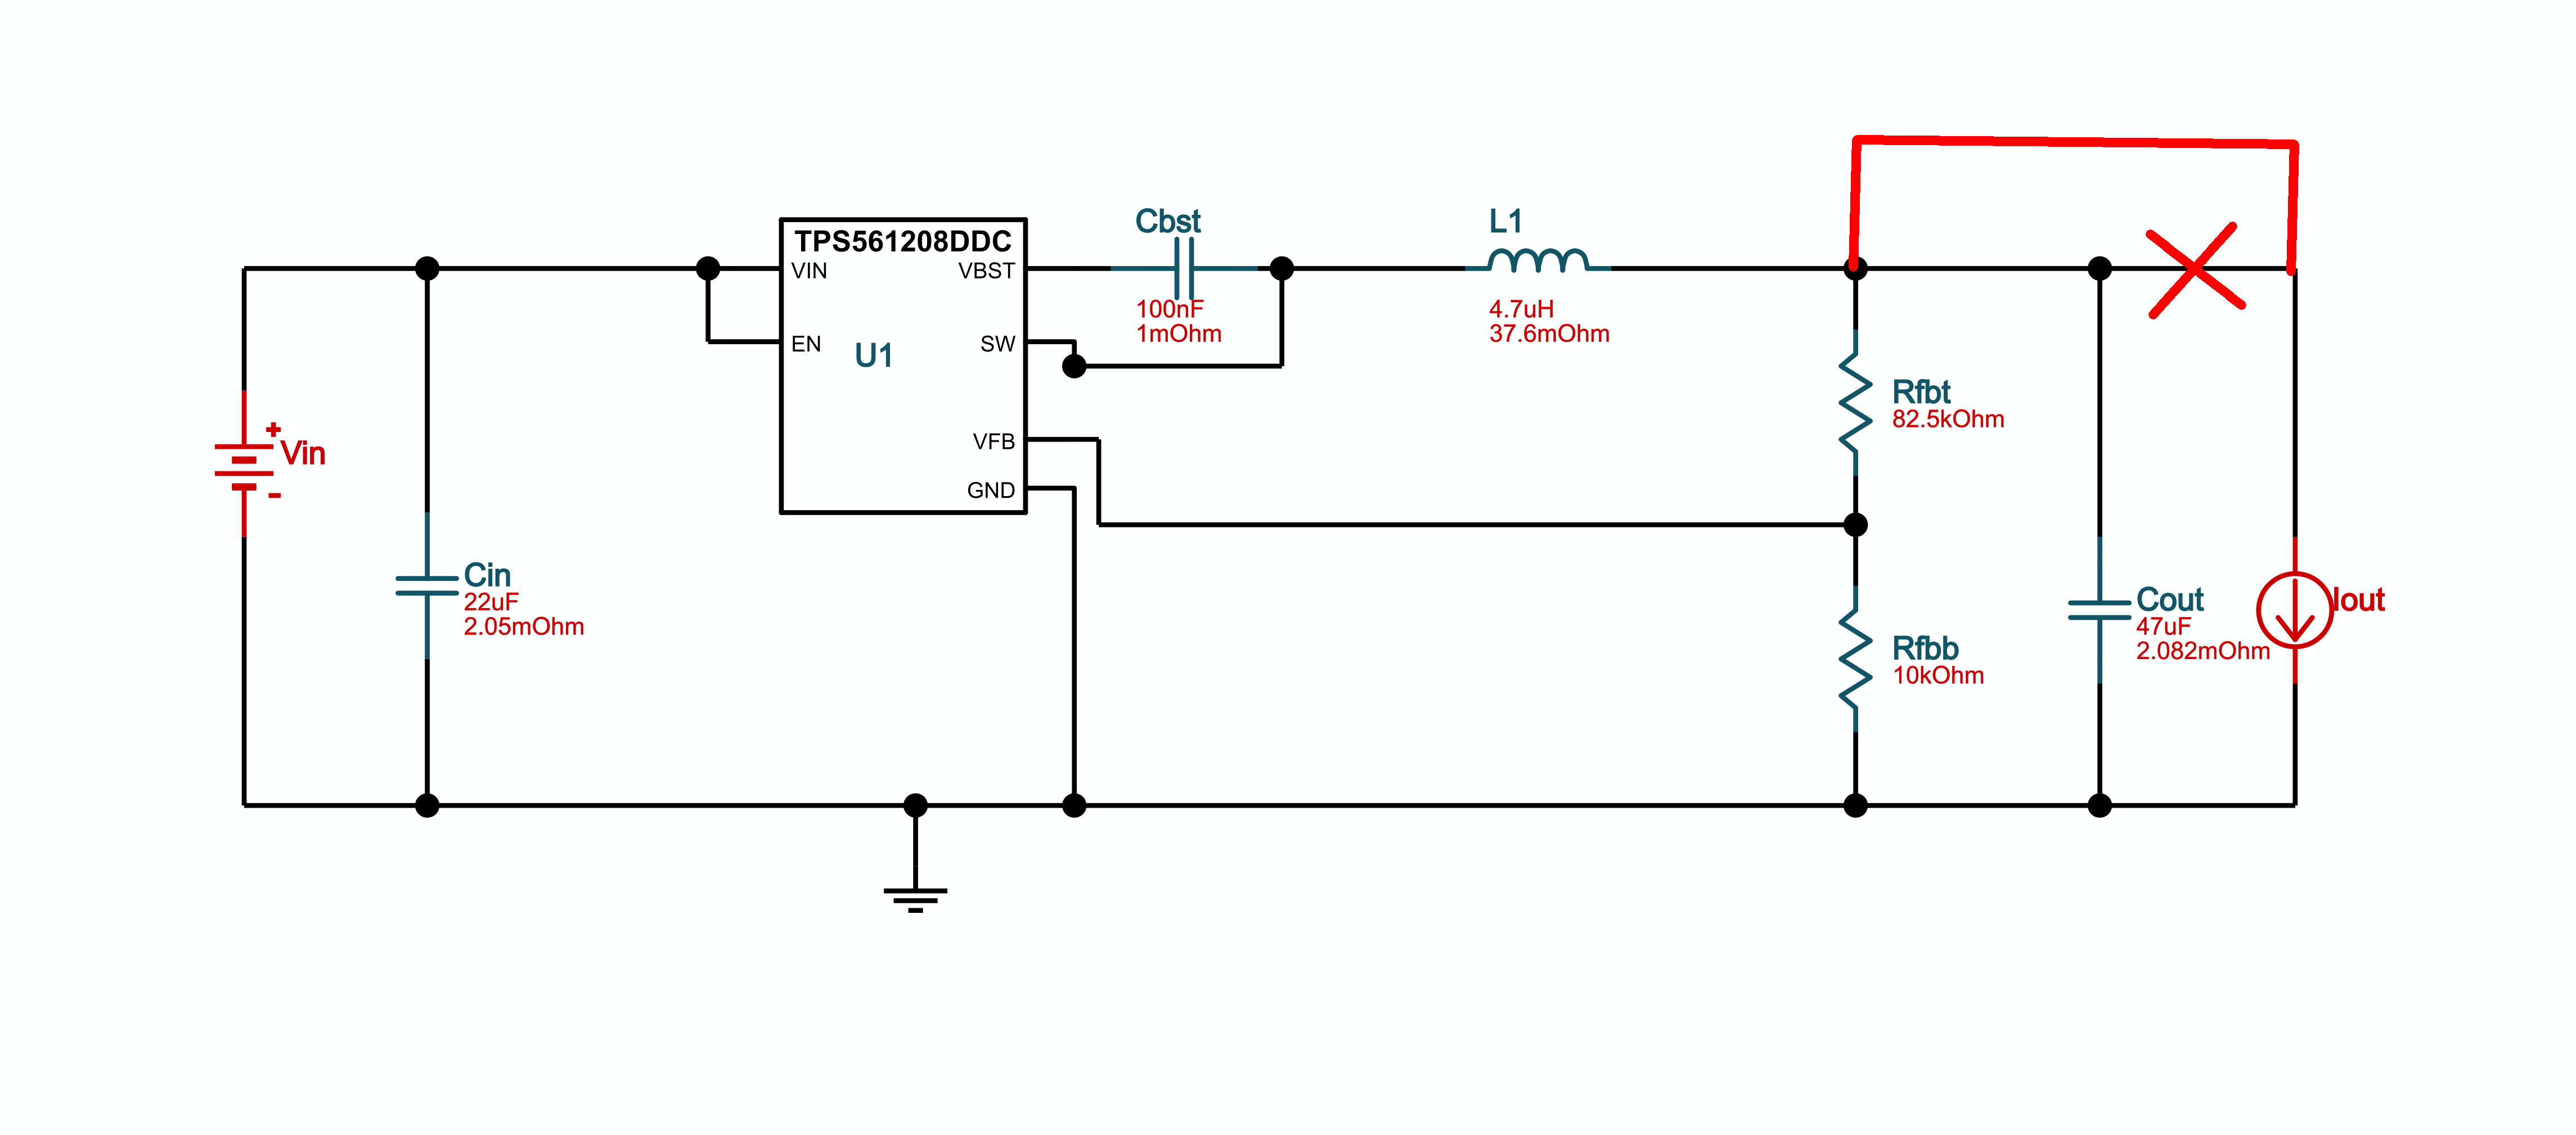 TPS561208DDC
VIN
VBST
EN
U1
SW
VFB
GND
Cbst
100nF
1mOhm
L1
4.7uH
37.6mOhm
Rfbt
82.5kOhm
+
Vin
-
Cin
22uF
2.05mOhm
Rfbb
10kOhm
Cout
47uF
2.082mOhm
Iout